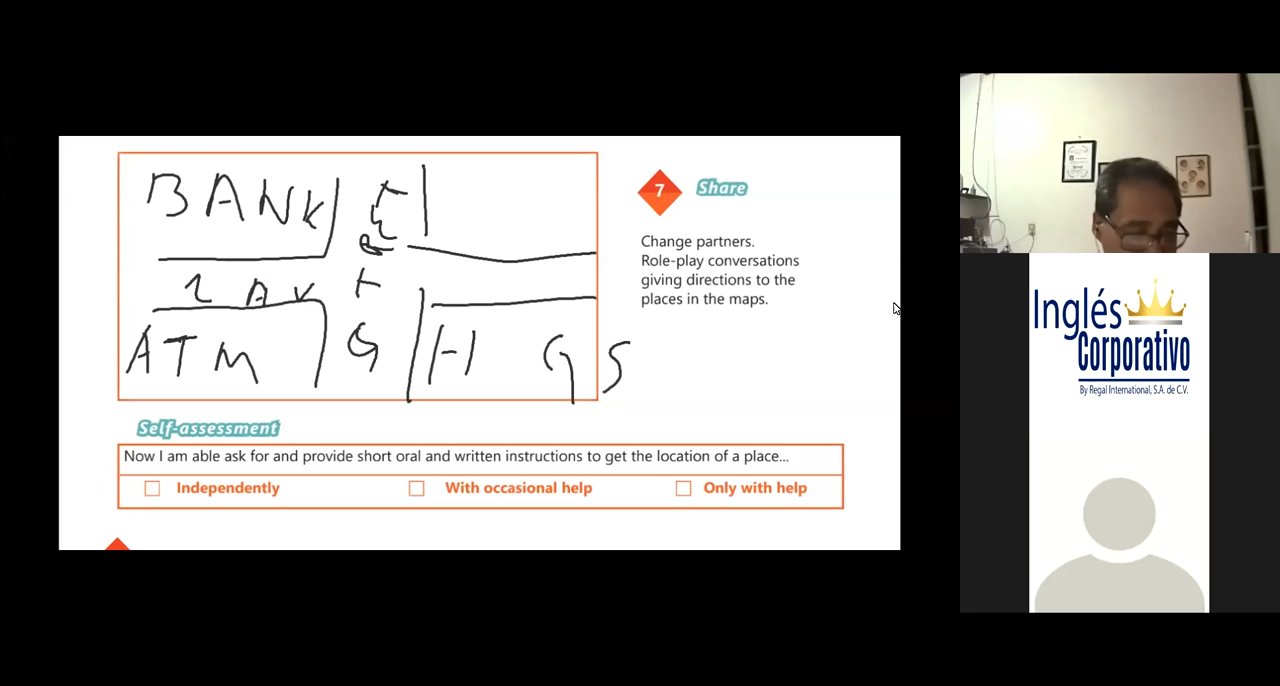 BANK
1 AV
ATM G H G S
7 Share
Change partners.
Role-play conversations
giving directions to the
places in the maps.
Self-assessment
Now I am able ask for and provide short oral and written instructions to get the location of a place...
Independently With occasional help Only with help
Inglés
Corporativo
By Regal International, S.A. de C.V.